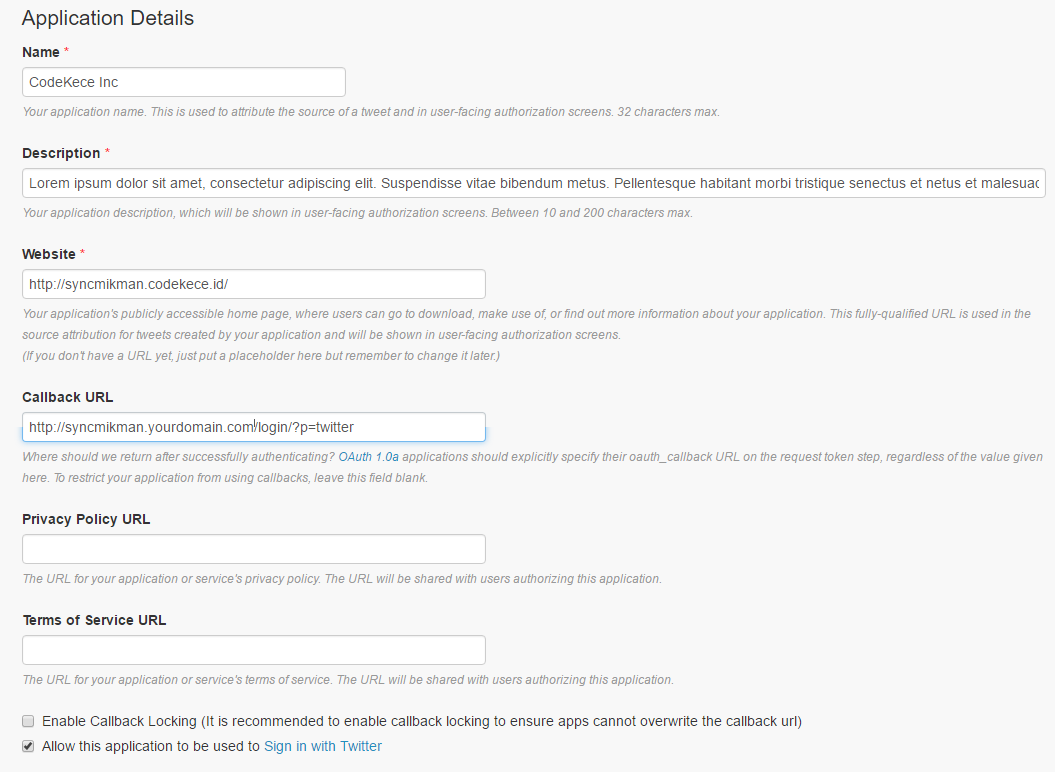 Application Details
Name *
CodeKece Inc
Your application name. This is used to attribute the source of a tweet and in user-facing authorization screens. 32 characters max.
Description *
Lorem ipsum dolor sit amet, consectetur adipiscing elit. Suspendisse vitae bibendum metus. Pellentesque habitant morbi tristique senectus et netus et malesuac
Your application description, which will be shown in user-facing authorization screens. Between 10 and 200 characters max.
Website *
http://syncmikman.codekece.id/
Your application's publicly accessible home page, where users can go to download, make use of, or find out more information about your application. This fully-qualified URL is used in the
source attribution for tweets created by your application and will be shown in user-facing authorization screens.
(If you don't have a URL yet, just put a placeholder here but remember to change it later.)
Callback URL
http://syncmikman.yourdomain.com/login/?p=twitter
Where should we return after successfully authenticating? OAuth 1.0a applications should explicitly specify their oauth_callback URL on the request token step, regardless of the value given
here. To restrict your application from using callbacks, leave this field blank.
Privacy Policy URL
The URL for your application or service's privacy policy. The URL will be shared with users authorizing this application.
Terms of Service URL
The URL for your application or service's terms of service. The URL will be shared with users authorizing this application.
Enable Callback Locking (It is recommended to enable callback locking to ensure apps cannot overwrite the callback url)
Allow this application to be used to Sign in with Twitter